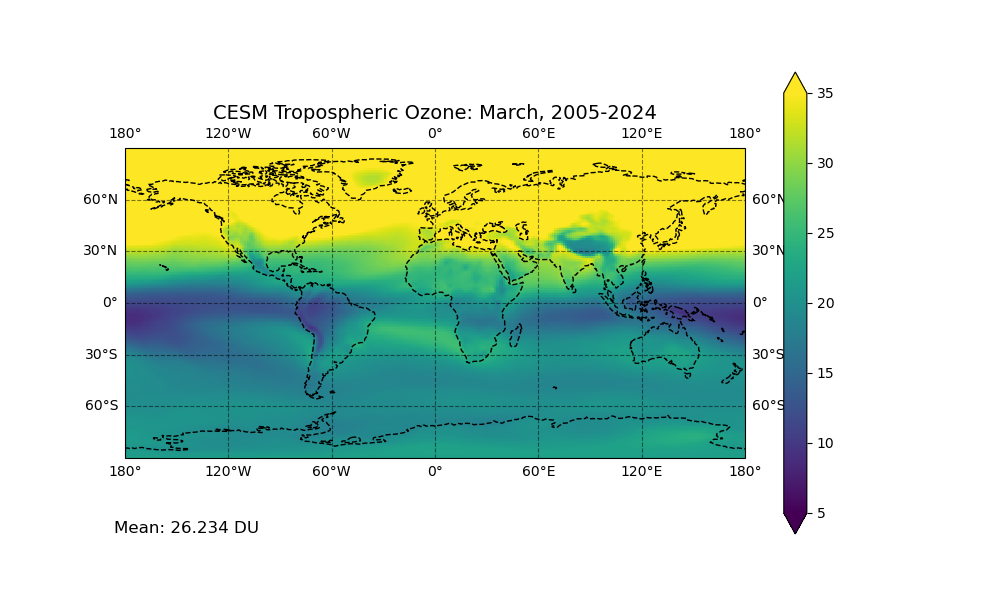 CESM Tropospheric Ozone: March, 2005-2024
180° 120°W 60°W 0° 60°E 120°E 180°
60°N 60°N
30°N 30°N
0° 0°
30°S 30°S
60°S 60°S
180° 120°W 60°W 0° 60°E 120°E 180°
35
30
25
20
15
10
5
Mean: 26.234 DU